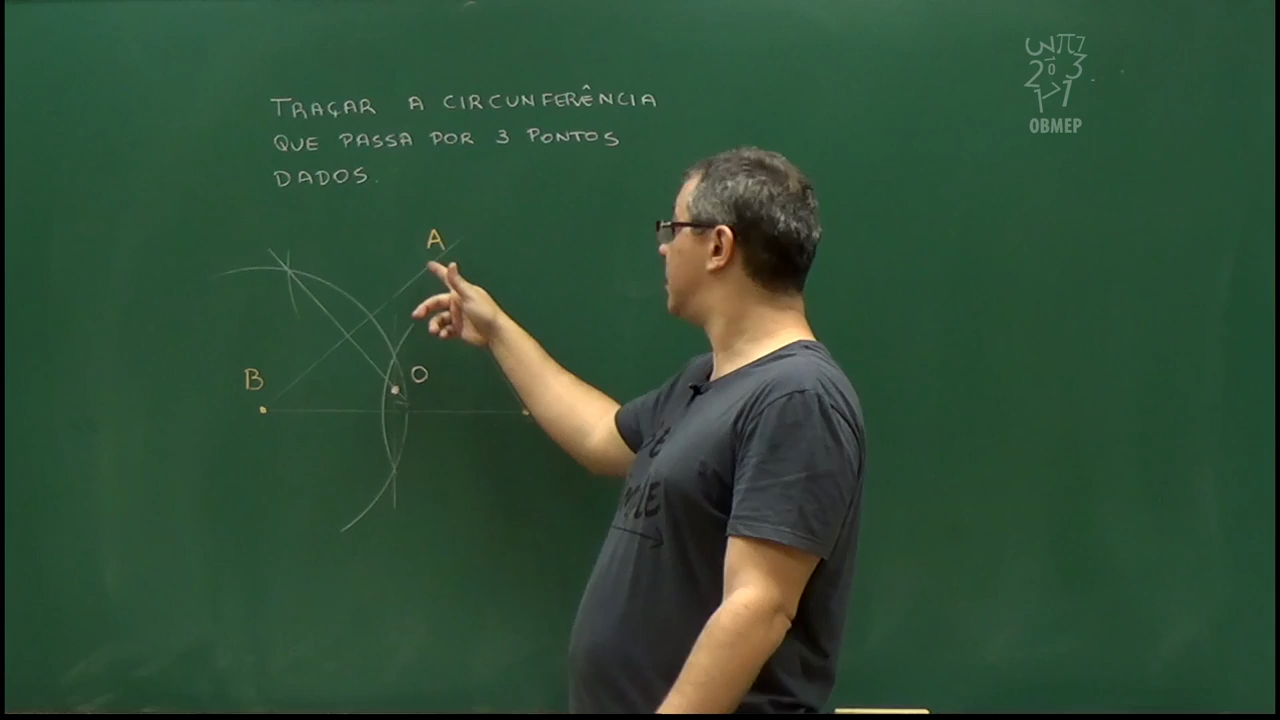 TRAÇAR A CIRCUNFERÊNCIA
QUE PASSA POR 3 PONTOS
DADOS.
A
B
O
OBMEP